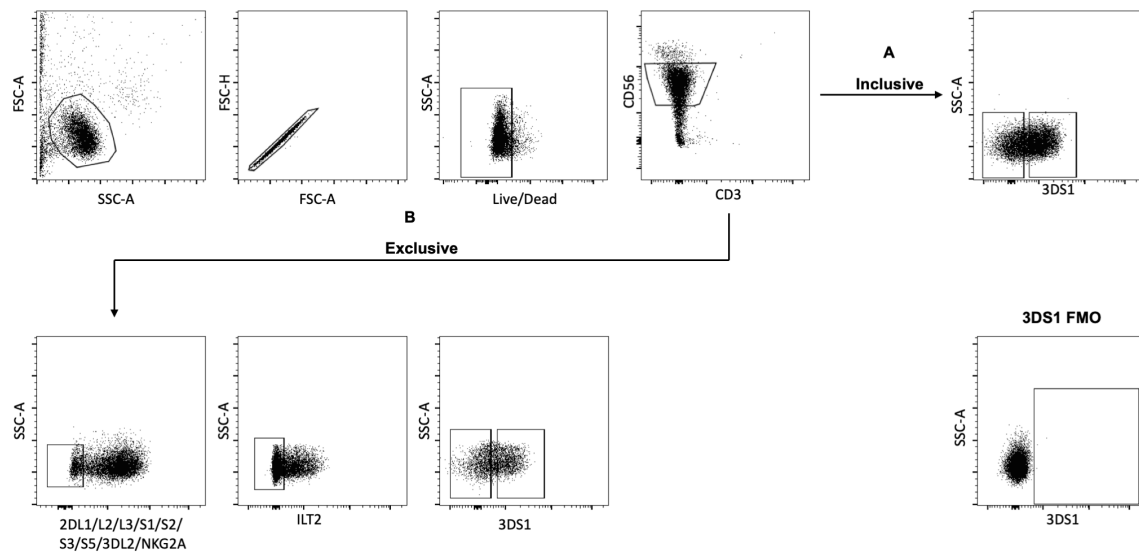 FSC-A
SSC-A
FSC-H
FSC-A
SSC-A
Live/Dead
CD56
CD3
A
Inclusive
SSC-A
3DS1
B
Exclusive
SSC-A
2DL1/L2/L3/S1/S2/
S3/S5/3DL2/NKG2A
SSC-A
ILT2
SSC-A
3DS1
3DS1 FMO
SSC-A
3DS1